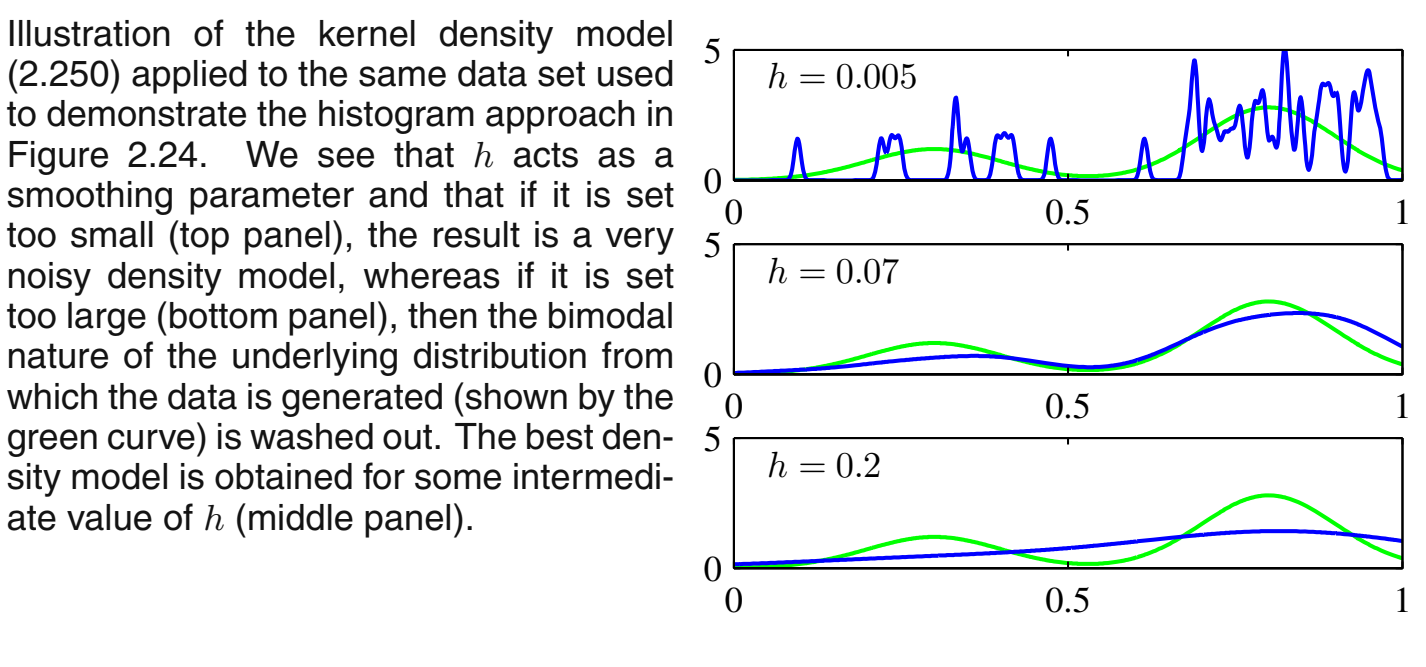 Illustration of the kernel density model
(2.250) applied to the same data set used
to demonstrate the histogram approach in
Figure 2.24. We see that h acts as a
smoothing parameter and that if it is set
too small (top panel), the result is a very
noisy density model, whereas if it is set
too large (bottom panel), then the bimodal
nature of the underlying distribution from
which the data is generated (shown by the
green curve) is washed out. The best den-
sity model is obtained for some intermedi-
ate value of h (middle panel).
5
h = 0.005
0
0 0.5 1
5
h = 0.07
0
0 0.5 1
5
h = 0.2
0
0 0.5 1